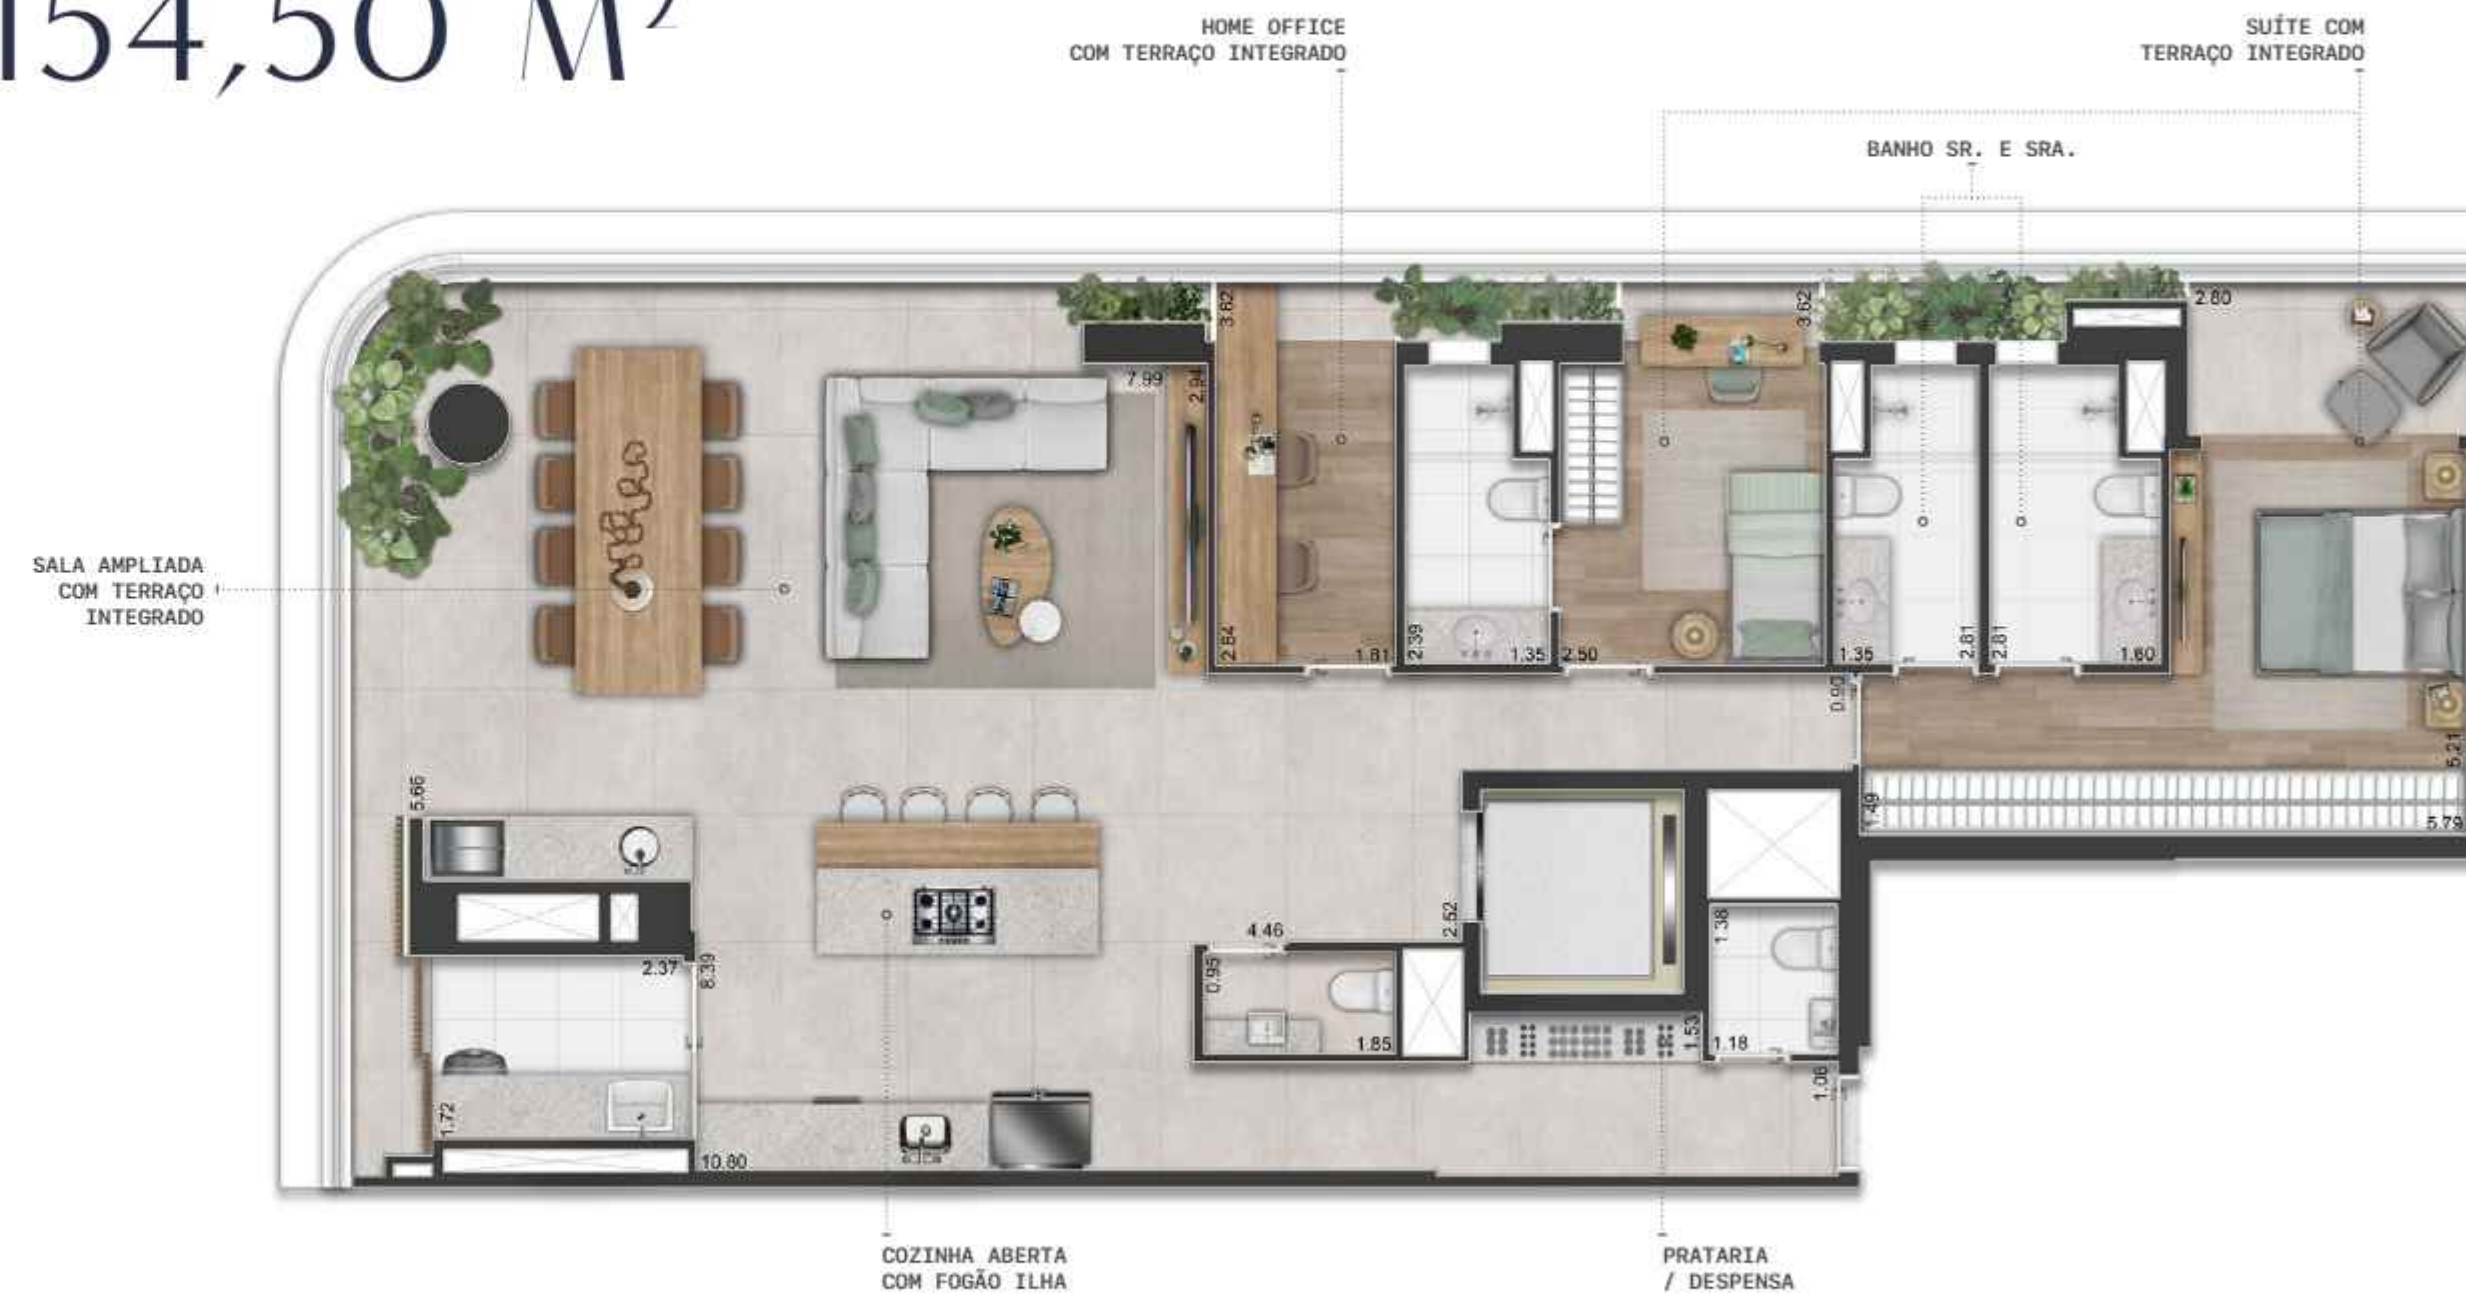 154,50 M²
HOME OFFICE
COM TERRAÇO INTEGRADO
SUÍTE COM
TERRAÇO INTEGRADO
BANHO SR. E SRA.
3.62
3.62
2.80
7.99
2.94
SALA AMPLIADA
COM TERRAÇO
INTEGRADO
2.64
1.81
2.39
1.35
2.50
1.35
2.81
2.81
1.60
0.90
5.21
5.66
1.49
5.79
2.52
1.38
4.46
2.37
8.39
0.95
1.85
1.53
1.18
1.06
1.72
10.80
COZINHA ABERTA
COM FOGÃO ILHA
PRATARIA
/ DESPENSA